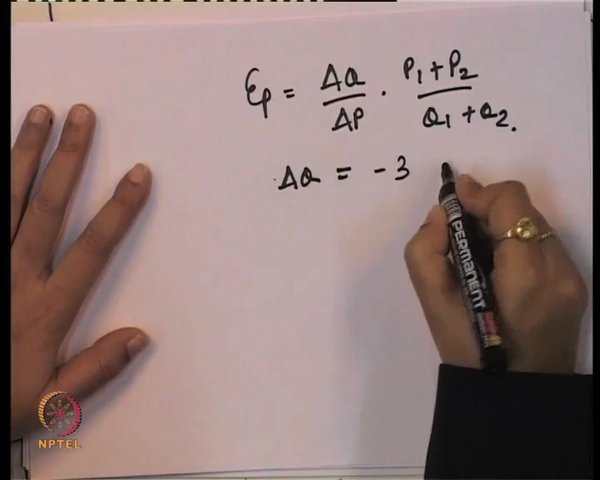 Ep = ΔQ/ΔP . P1+P2/Q1+Q2.
ΔQ = -3
PERMANENT
NPTEL